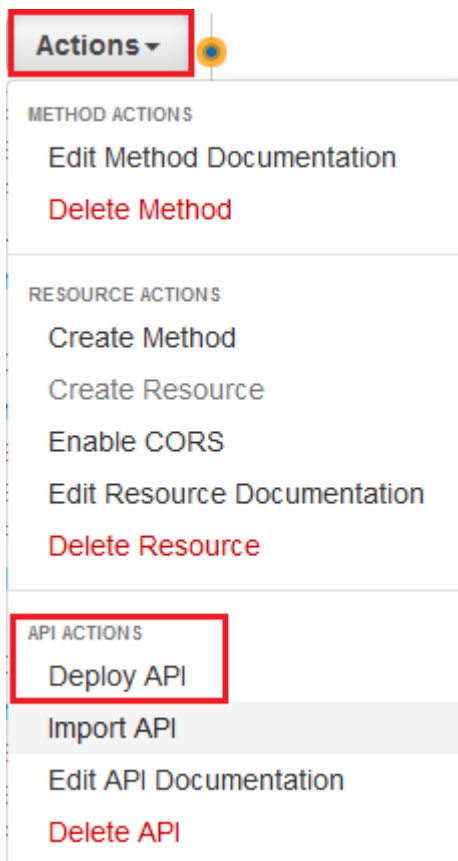 Actions
METHOD ACTIONS
Edit Method Documentation
Delete Method
RESOURCE ACTIONS
Create Method
Create Resource
Enable CORS
Edit Resource Documentation
Delete Resource
API ACTIONS
Deploy API
Import API
Edit API Documentation
Delete API